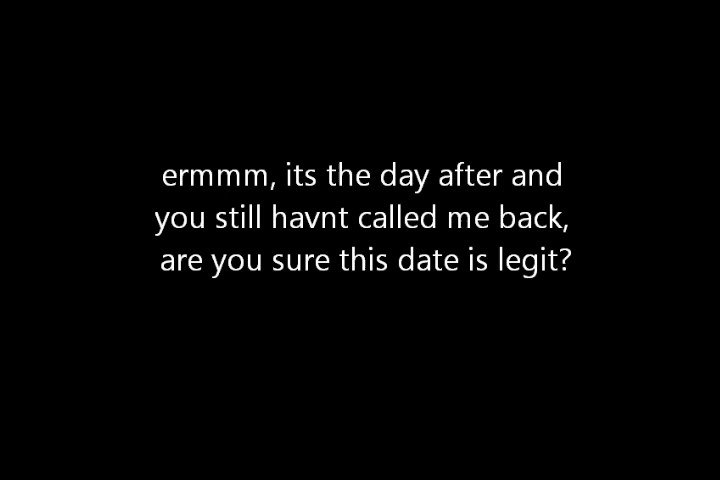 ermmm, its the day after and
you still havnt called me back,
are you sure this date is legit?